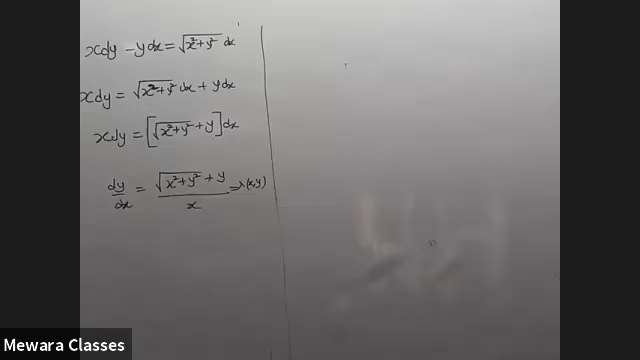 xdy - ydx = √x²+y² dx
xdy = √x²+y² dx + ydx
xdy = [√x²+y² + y] dx
dy/dx = √x²+y² + y / x = λ(x,y)
Mewara Classes